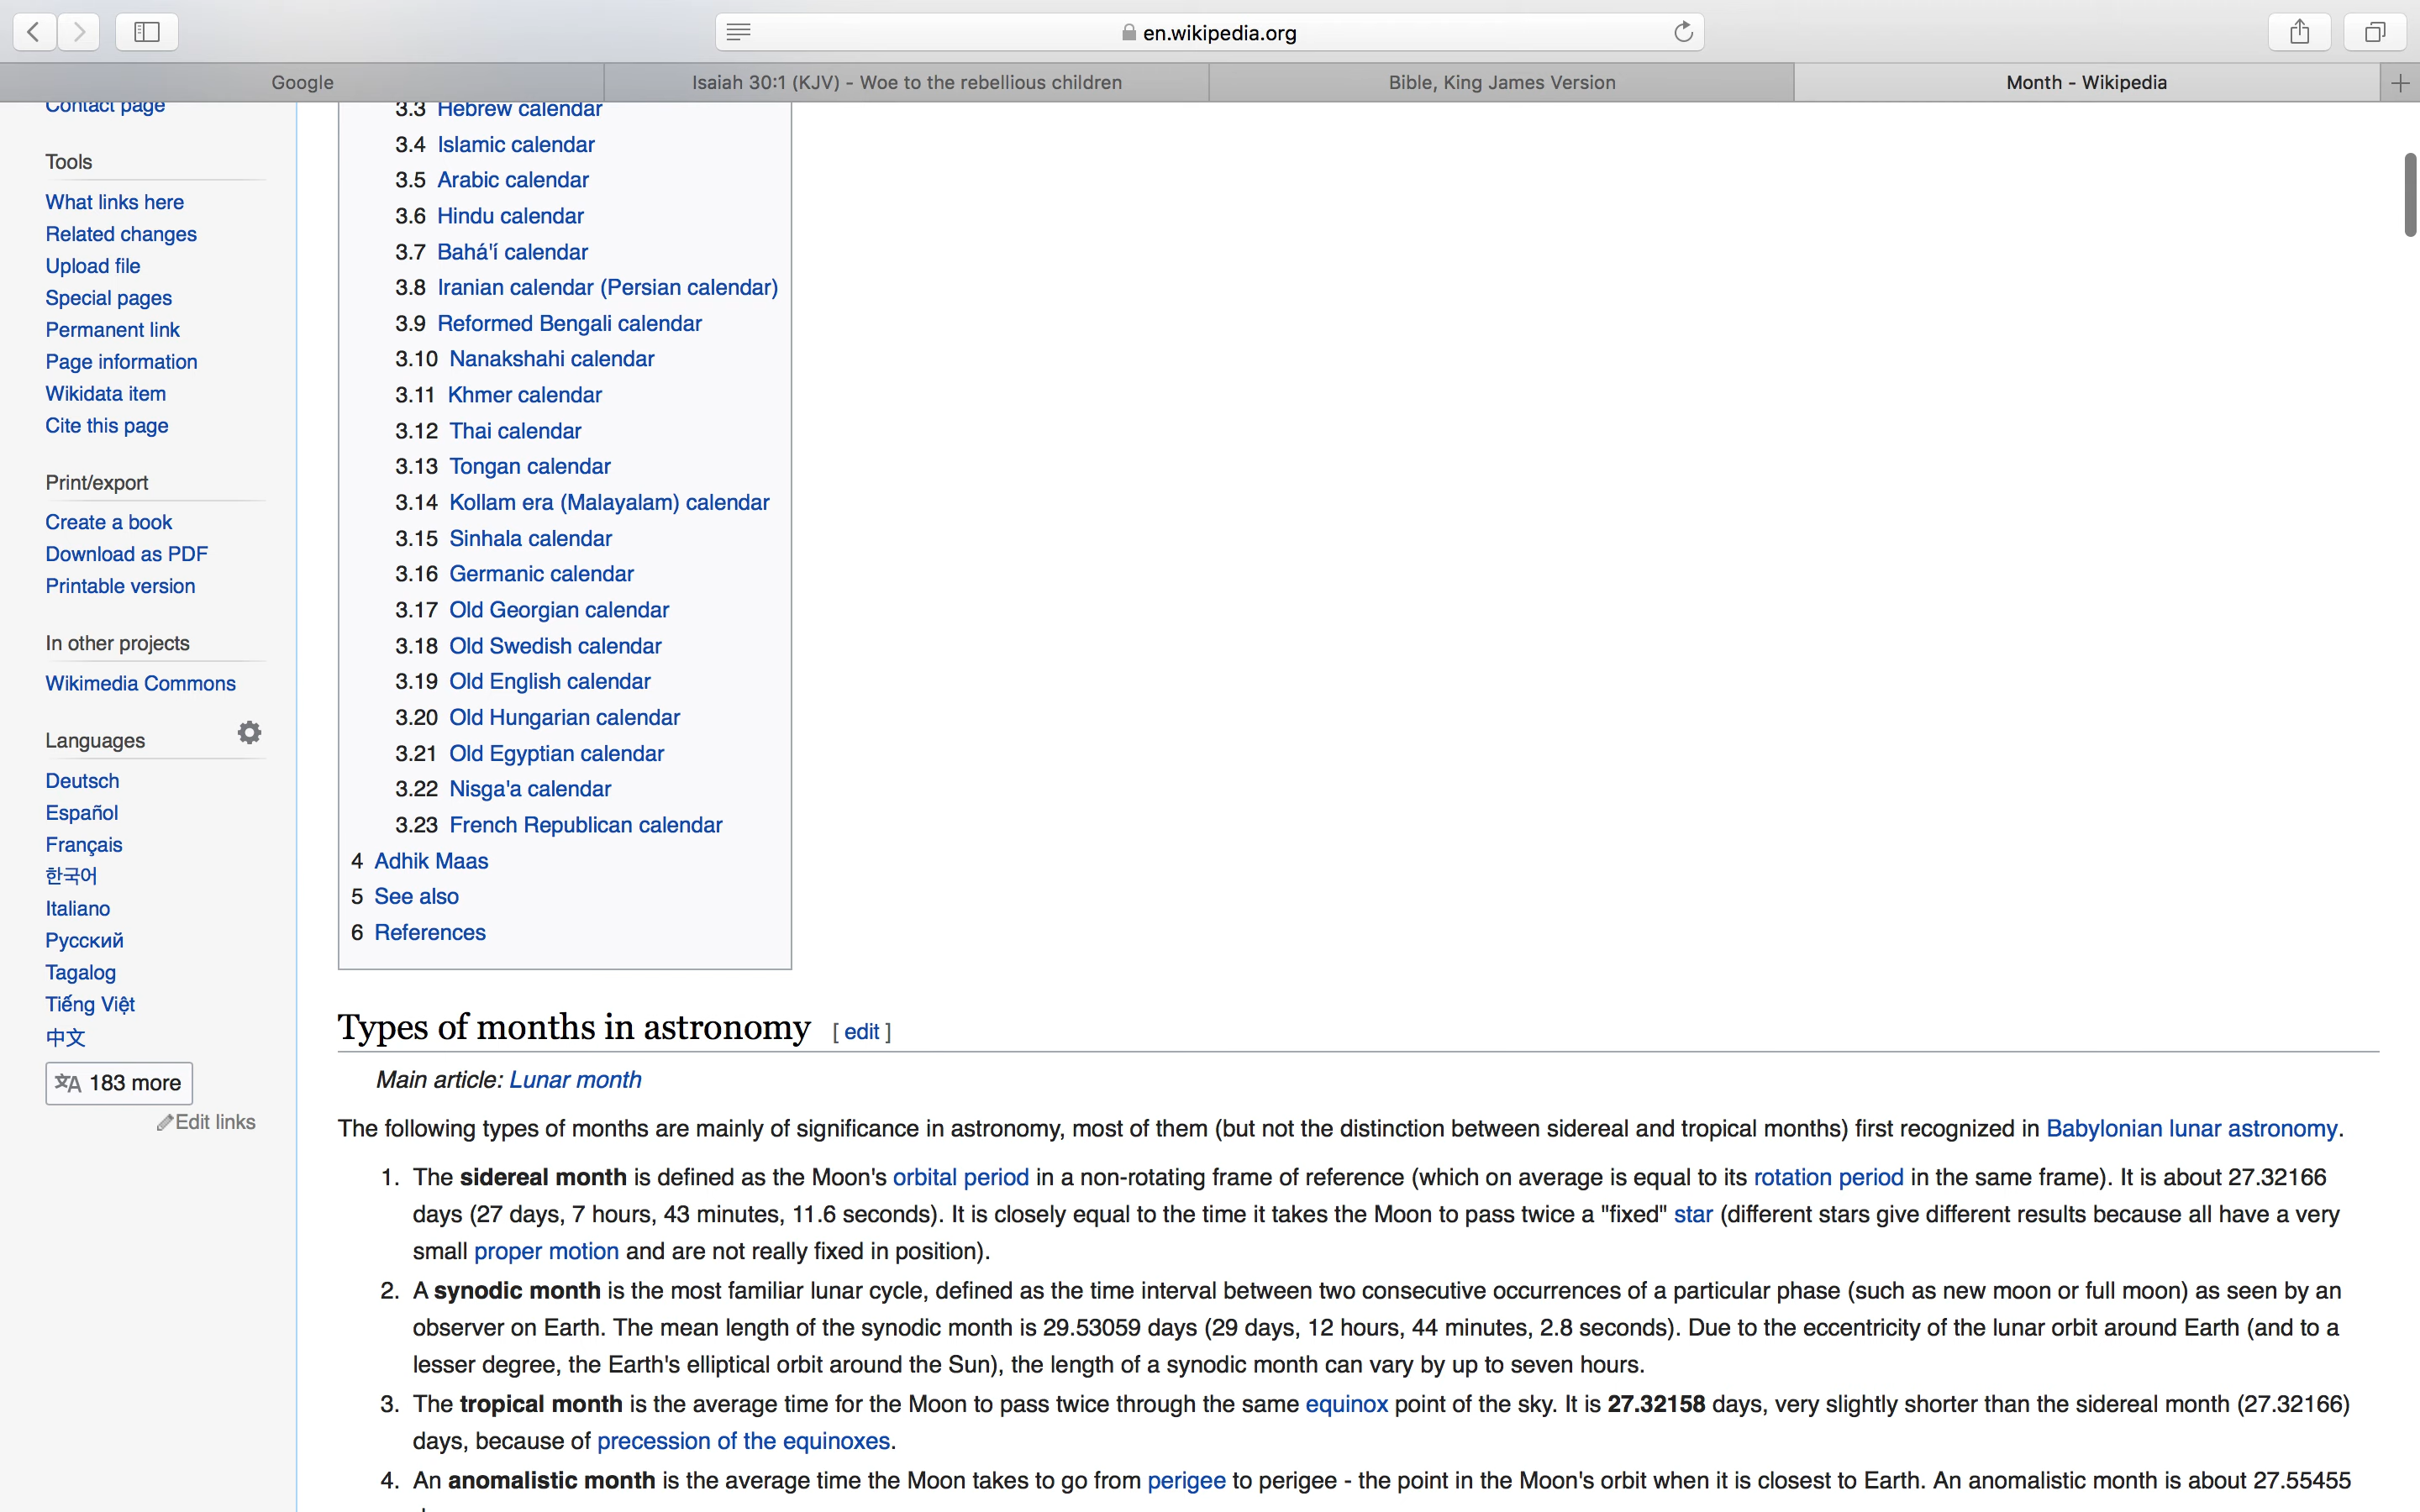 en.wikipedia.org
Google
Isaiah 30:1 (KJV) - Woe to the rebellious children
Bible, King James Version
Month - Wikipedia
Contact page
Tools
What links here
Related changes
Upload file
Special pages
Permanent link
Page information
Wikidata item
Cite this page
Print/export
Create a book
Download as PDF
Printable version
In other projects
Wikimedia Commons
Languages
Deutsch
Español
Français
한국어
Italiano
Русский
Tagalog
Tiếng Việt
中文
183 more
Edit links
3.3 Hebrew calendar
3.4 Islamic calendar
3.5 Arabic calendar
3.6 Hindu calendar
3.7 Bahá'í calendar
3.8 Iranian calendar (Persian calendar)
3.9 Reformed Bengali calendar
3.10 Nanakshahi calendar
3.11 Khmer calendar
3.12 Thai calendar
3.13 Tongan calendar
3.14 Kollam era (Malayalam) calendar
3.15 Sinhala calendar
3.16 Germanic calendar
3.17 Old Georgian calendar
3.18 Old Swedish calendar
3.19 Old English calendar
3.20 Old Hungarian calendar
3.21 Old Egyptian calendar
3.22 Nisga'a calendar
3.23 French Republican calendar
4 Adhik Maas
5 See also
6 References
Types of months in astronomy [ edit ]
Main article: Lunar month
The following types of months are mainly of significance in astronomy, most of them (but not the distinction between sidereal and tropical months) first recognized in Babylonian lunar astronomy.
1. The sidereal month is defined as the Moon's orbital period in a non-rotating frame of reference (which on average is equal to its rotation period in the same frame). It is about 27.32166
days (27 days, 7 hours, 43 minutes, 11.6 seconds). It is closely equal to the time it takes the Moon to pass twice a "fixed" star (different stars give different results because all have a very
small proper motion and are not really fixed in position).
2. A synodic month is the most familiar lunar cycle, defined as the time interval between two consecutive occurrences of a particular phase (such as new moon or full moon) as seen by an
observer on Earth. The mean length of the synodic month is 29.53059 days (29 days, 12 hours, 44 minutes, 2.8 seconds). Due to the eccentricity of the lunar orbit around Earth (and to a
lesser degree, the Earth's elliptical orbit around the Sun), the length of a synodic month can vary by up to seven hours.
3. The tropical month is the average time for the Moon to pass twice through the same equinox point of the sky. It is 27.32158 days, very slightly shorter than the sidereal month (27.32166)
days, because of precession of the equinoxes.
4. An anomalistic month is the average time the Moon takes to go from perigee to perigee - the point in the Moon's orbit when it is closest to Earth. An anomalistic month is about 27.55455